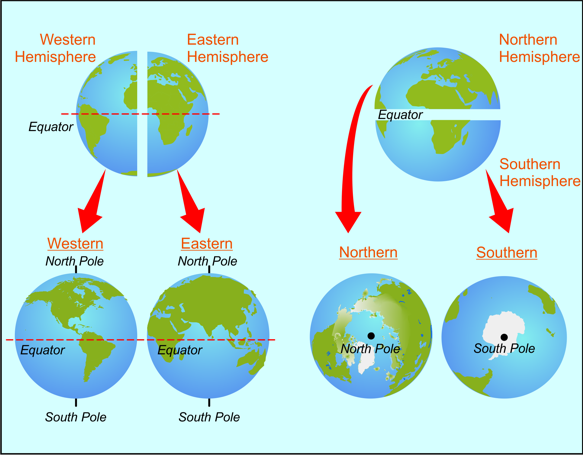 Western
Hemisphere
Eastern
Hemisphere
Northern
Hemisphere
Equator
Equator
Southern
Hemisphere
Western
Eastern
Northern
Southern
North Pole
North Pole
Equator
Equator
North Pole
South Pole
South Pole
South Pole